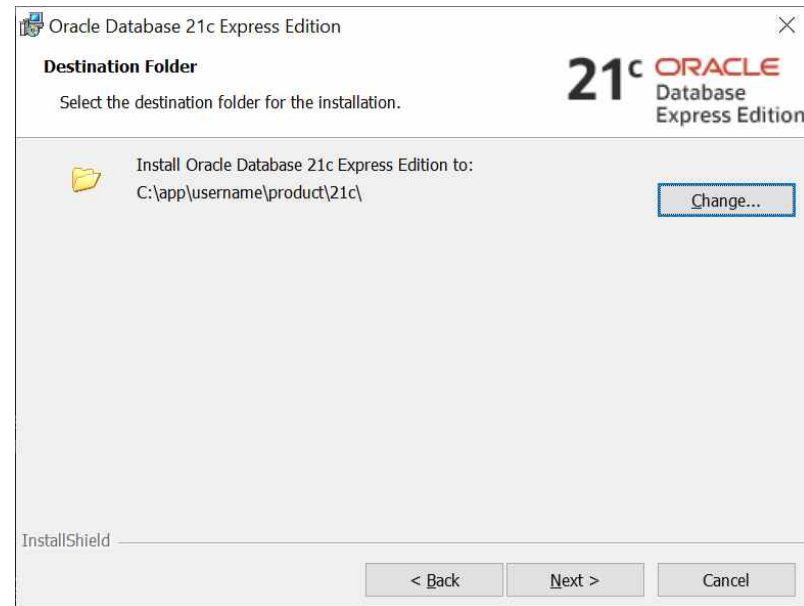 Oracle Database 21c Express Edition
Destination Folder
Select the destination folder for the installation.
21c ORACLE
Database
Express Edition
Install Oracle Database 21c Express Edition to:
C:\app\username\product\21c\
Change...
InstallShield
< Back
Next >
Cancel